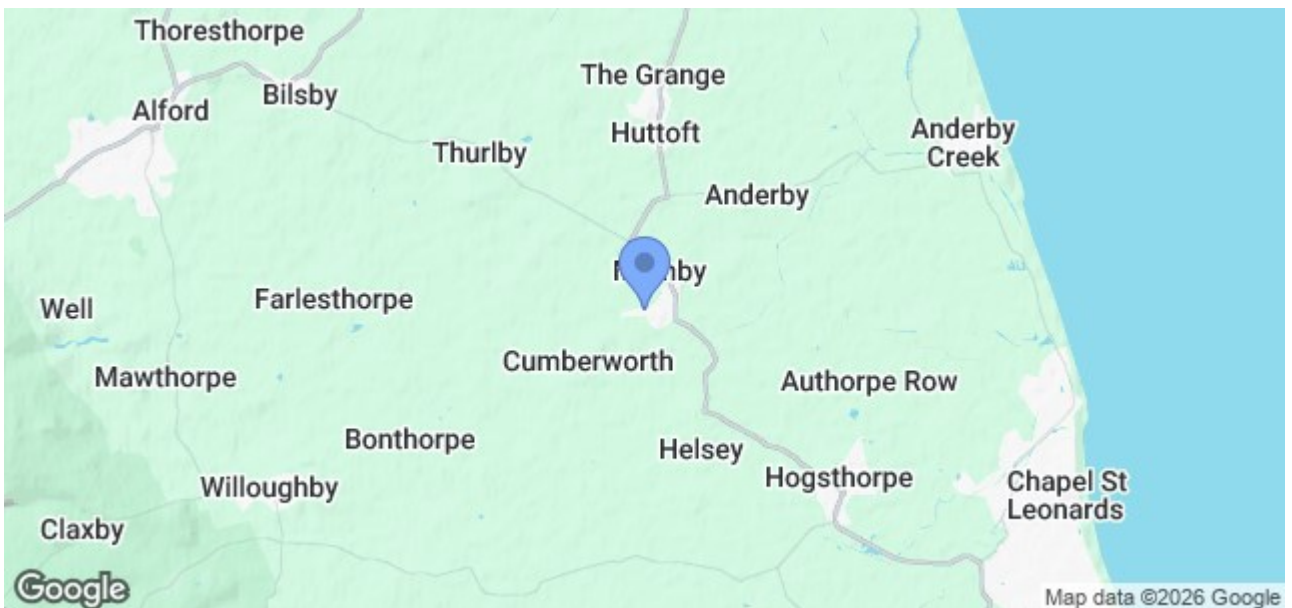 Thoresthorpe
The Grange
Bilsby
Alford
Huttoft
Anderby
Creek
Thurlby
Anderby
Farlesthorpe
Well
Cumberworth
Mawthorpe
Authorpe Row
Bonthorpe
Helsey
Hogsthorpe
Willoughby
Chapel St
Leonards
Claxby
Google
Map data ©2026 Google